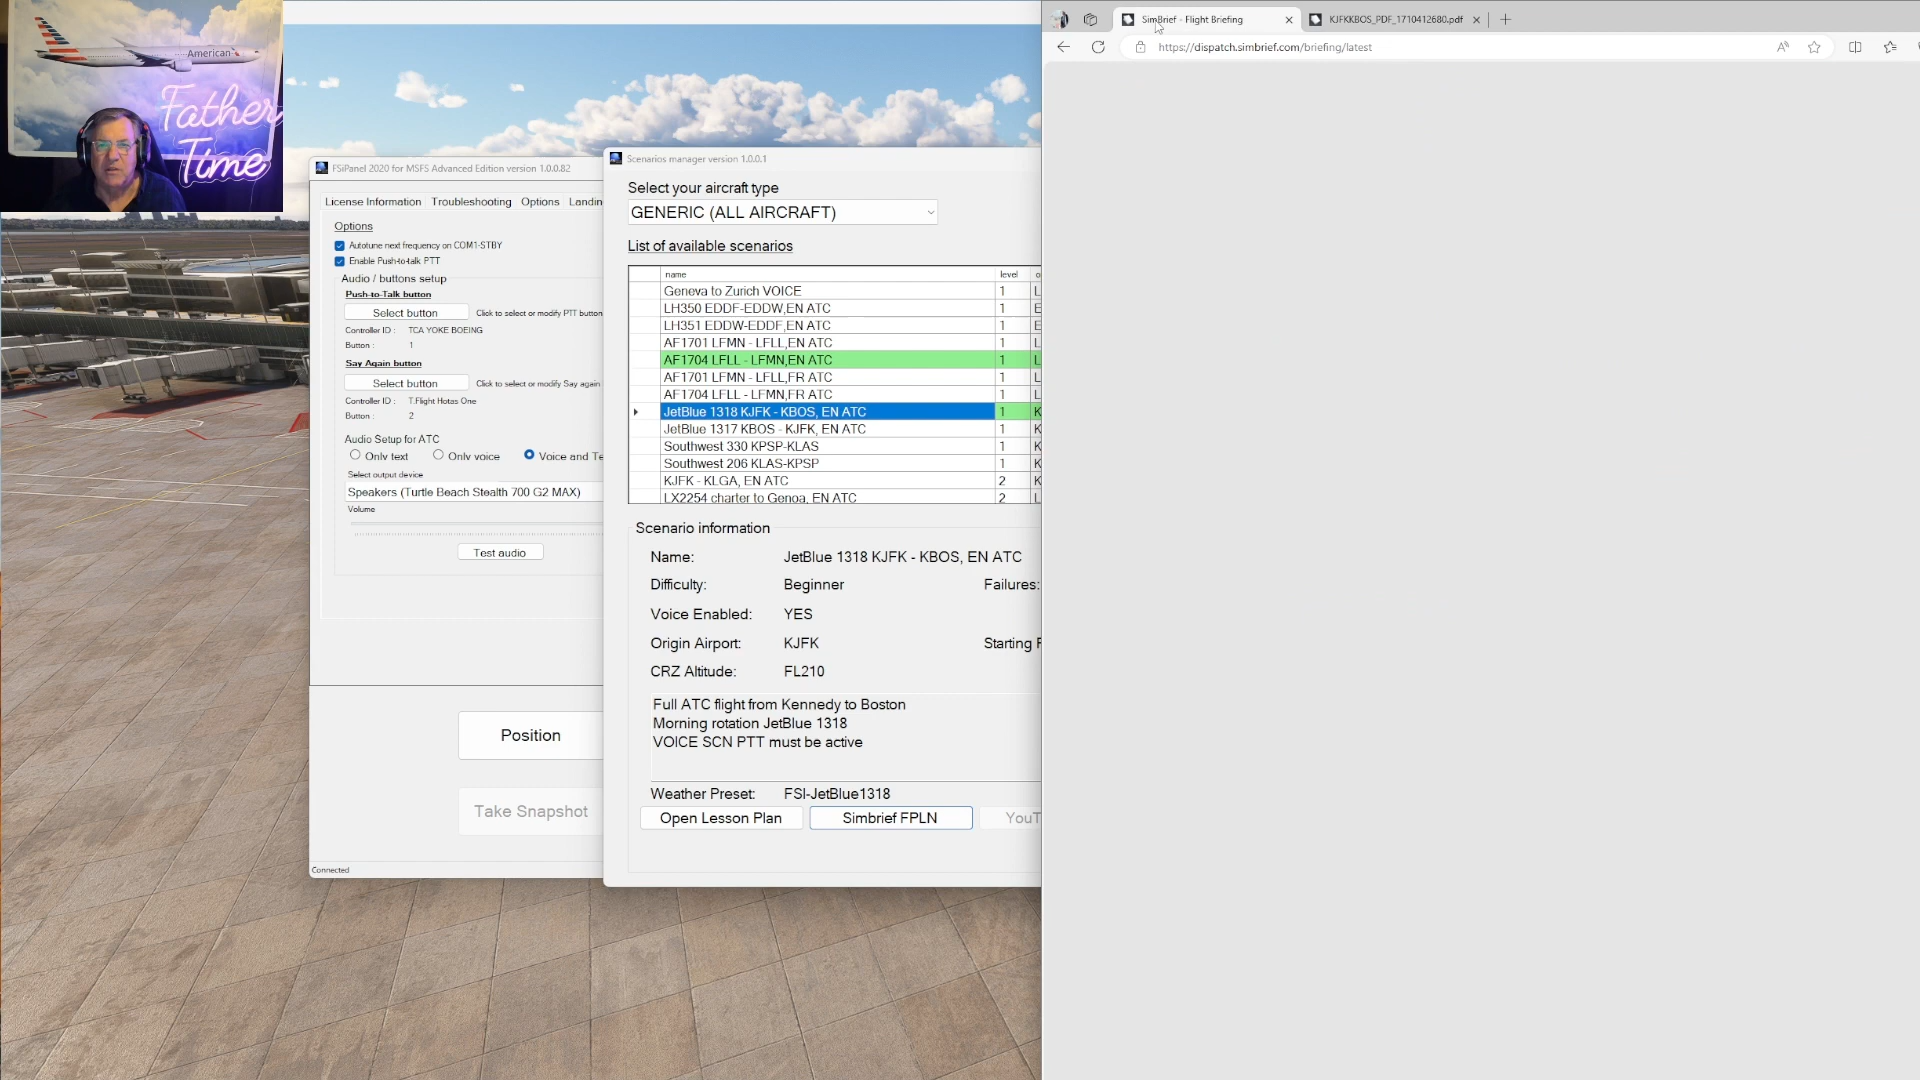 American
Father
Time
SimBrief - Flight Briefing
KJFKKBOS_PDF_1710412680.pdf
https://dispatch.simbrief.com/briefing/latest
FSiPanel 2020 for MSFS Advanced Edition version 1.0.0.82
License Information Troubleshooting Options Landin
Options
Autotune next frequency on COM1-STBY
Enable Push-to-talk PTT
Audio / buttons setup
Push-to-Talk button
Select button Click to select or modify PTT button
Controller ID : TCA YOKE BOEING
Button : 1
Say Again button
Select button Click to select or modify Say again
Controller ID : T.Flight Hotas One
Button : 2
Audio Setup for ATC
Only text Only voice Voice and Te
Select output device
Speakers (Turtle Beach Stealth 700 G2 MAX)
Volume
Test audio
Position
Take Snapshot
Connected
Scenarios manager version 1.0.0.1
Select your aircraft type
GENERIC (ALL AIRCRAFT)
List of available scenarios
name level o
Geneva to Zurich VOICE 1 L
LH350 EDDF-EDDW,EN ATC 1 E
LH351 EDDW-EDDF,EN ATC 1 E
AF1701 LFMN - LFLL,EN ATC 1 L
AF1704 LFLL - LFMN,EN ATC 1 L
AF1701 LFMN - LFLL,FR ATC 1 L
AF1704 LFLL - LFMN,FR ATC 1 L
JetBlue 1318 KJFK - KBOS, EN ATC 1 K
JetBlue 1317 KBOS - KJFK, EN ATC 1 K
Southwest 330 KPSP-KLAS 1 K
Southwest 206 KLAS-KPSP 1 K
KJFK - KLGA, EN ATC 2 K
LX2254 charter to Genoa, EN ATC 2 L
Scenario information
Name: JetBlue 1318 KJFK - KBOS, EN ATC
Difficulty: Beginner Failures:
Voice Enabled: YES
Origin Airport: KJFK Starting F
CRZ Altitude: FL210
Full ATC flight from Kennedy to Boston
Morning rotation JetBlue 1318
VOICE SCN PTT must be active
Weather Preset: FSI-JetBlue1318
Open Lesson Plan Simbrief FPLN YouT